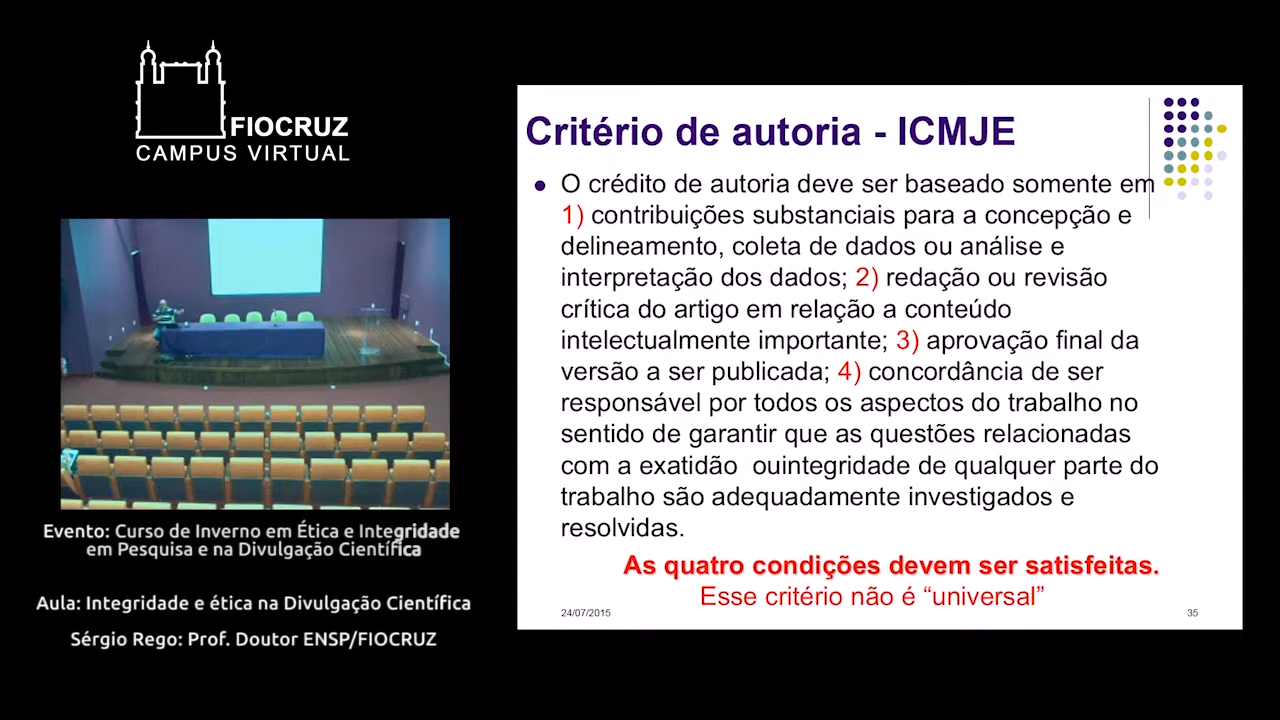 FIOCRUZ
CAMPUS VIRTUAL
Evento: Curso de Inverno em Ética e Integridade
em Pesquisa e na Divulgação Científica
Aula: Integridade e ética na Divulgação Científica
Sérgio Rego: Prof. Doutor ENSP/FIOCRUZ
Critério de autoria - ICMJE
● O crédito de autoria deve ser baseado somente em
1) contribuições substanciais para a concepção e
delineamento, coleta de dados ou análise e
interpretação dos dados; 2) redação ou revisão
crítica do artigo em relação a conteúdo
intelectualmente importante; 3) aprovação final da
versão a ser publicada; 4) concordância de ser
responsável por todos os aspectos do trabalho no
sentido de garantir que as questões relacionadas
com a exatidão  ouintegridade de qualquer parte do
trabalho são adequadamente investigados e
resolvidas.
As quatro condições devem ser satisfeitas.
Esse critério não é “universal”
24/07/2015
35